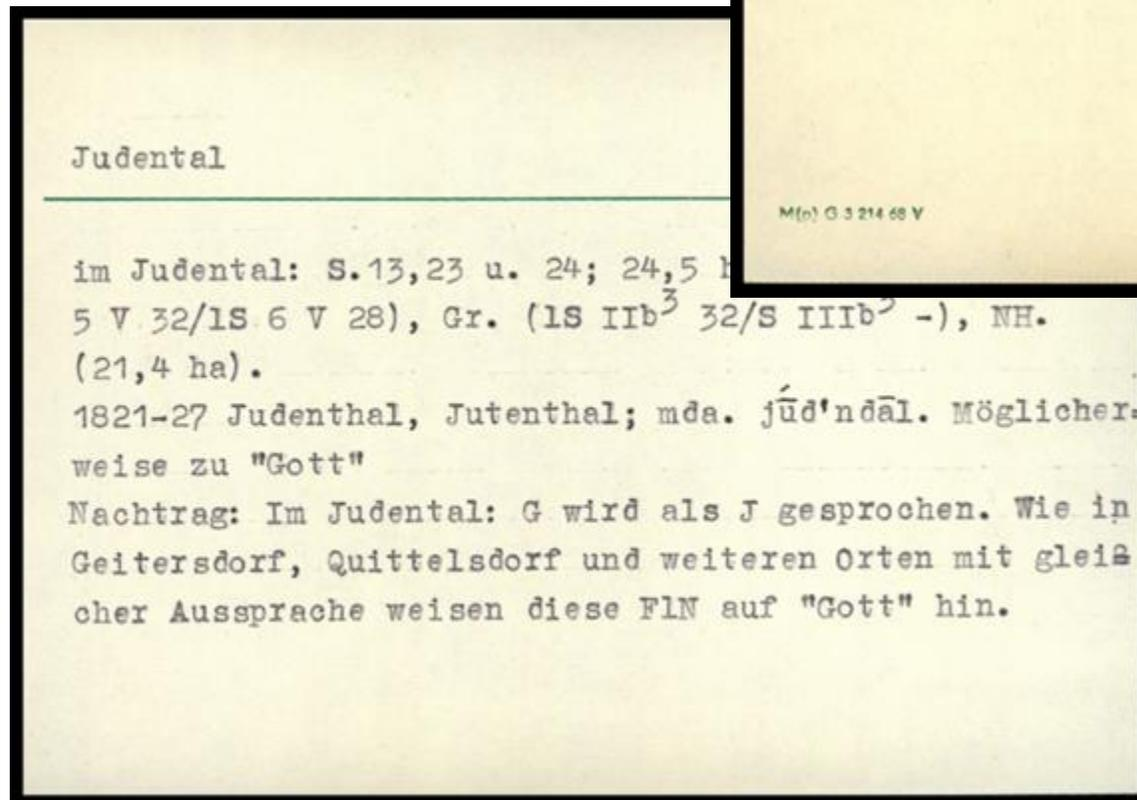 Judental
M(p) G 3 214 68 V
im Judental: S.13,23 u. 24; 24,5
5 V 32/lS 6 V 28), Gr. (lS IIb³ 32/S IIIb³ -), NH.
(21,4 ha).
1821-27 Judenthal, Jutenthal; mda. jū́d'ndāl. Möglicher=
weise zu "Gott"
Nachtrag: Im Judental: G wird als J gesprochen. Wie in
Geitersdorf, Quittelsdorf und weiteren Orten mit glei
cher Aussprache weisen diese FlN auf "Gott" hin.